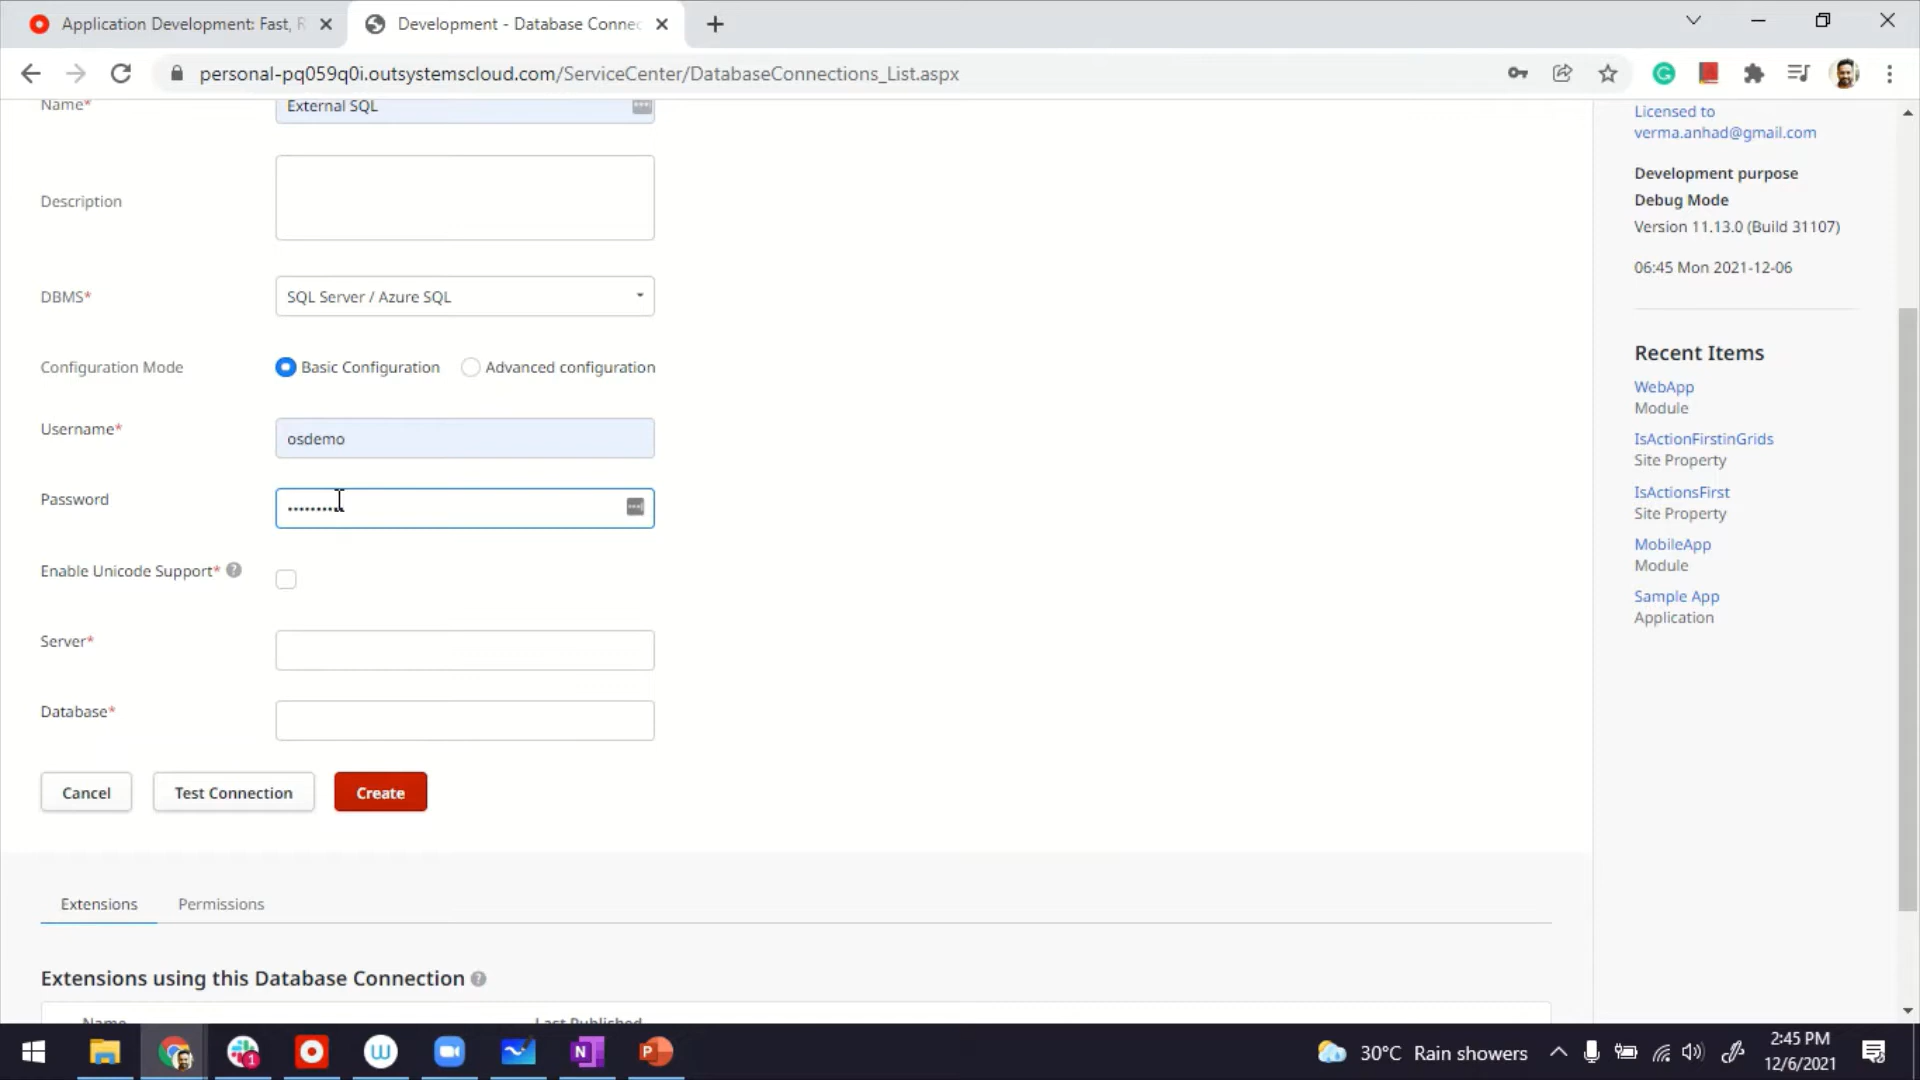 Application Development: Fast, R
Development - Database Connec
personal-pq059q0i.outsystemscloud.com/ServiceCenter/DatabaseConnections_List.aspx
Name*
External SQL
Description
DBMS*
SQL Server / Azure SQL
Configuration Mode
Basic Configuration
Advanced configuration
Username*
osdemo
Password
Enable Unicode Support*
Server*
Database*
Cancel
Test Connection
Create
Extensions
Permissions
Extensions using this Database Connection
Name
Last Published
Licensed to
verma.anhad@gmail.com
Development purpose
Debug Mode
Version 11.13.0 (Build 31107)
06:45 Mon 2021-12-06
Recent Items
WebApp
Module
IsActionFirstinGrids
Site Property
IsActionsFirst
Site Property
MobileApp
Module
Sample App
Application
30°C Rain showers
2:45 PM
12/6/2021